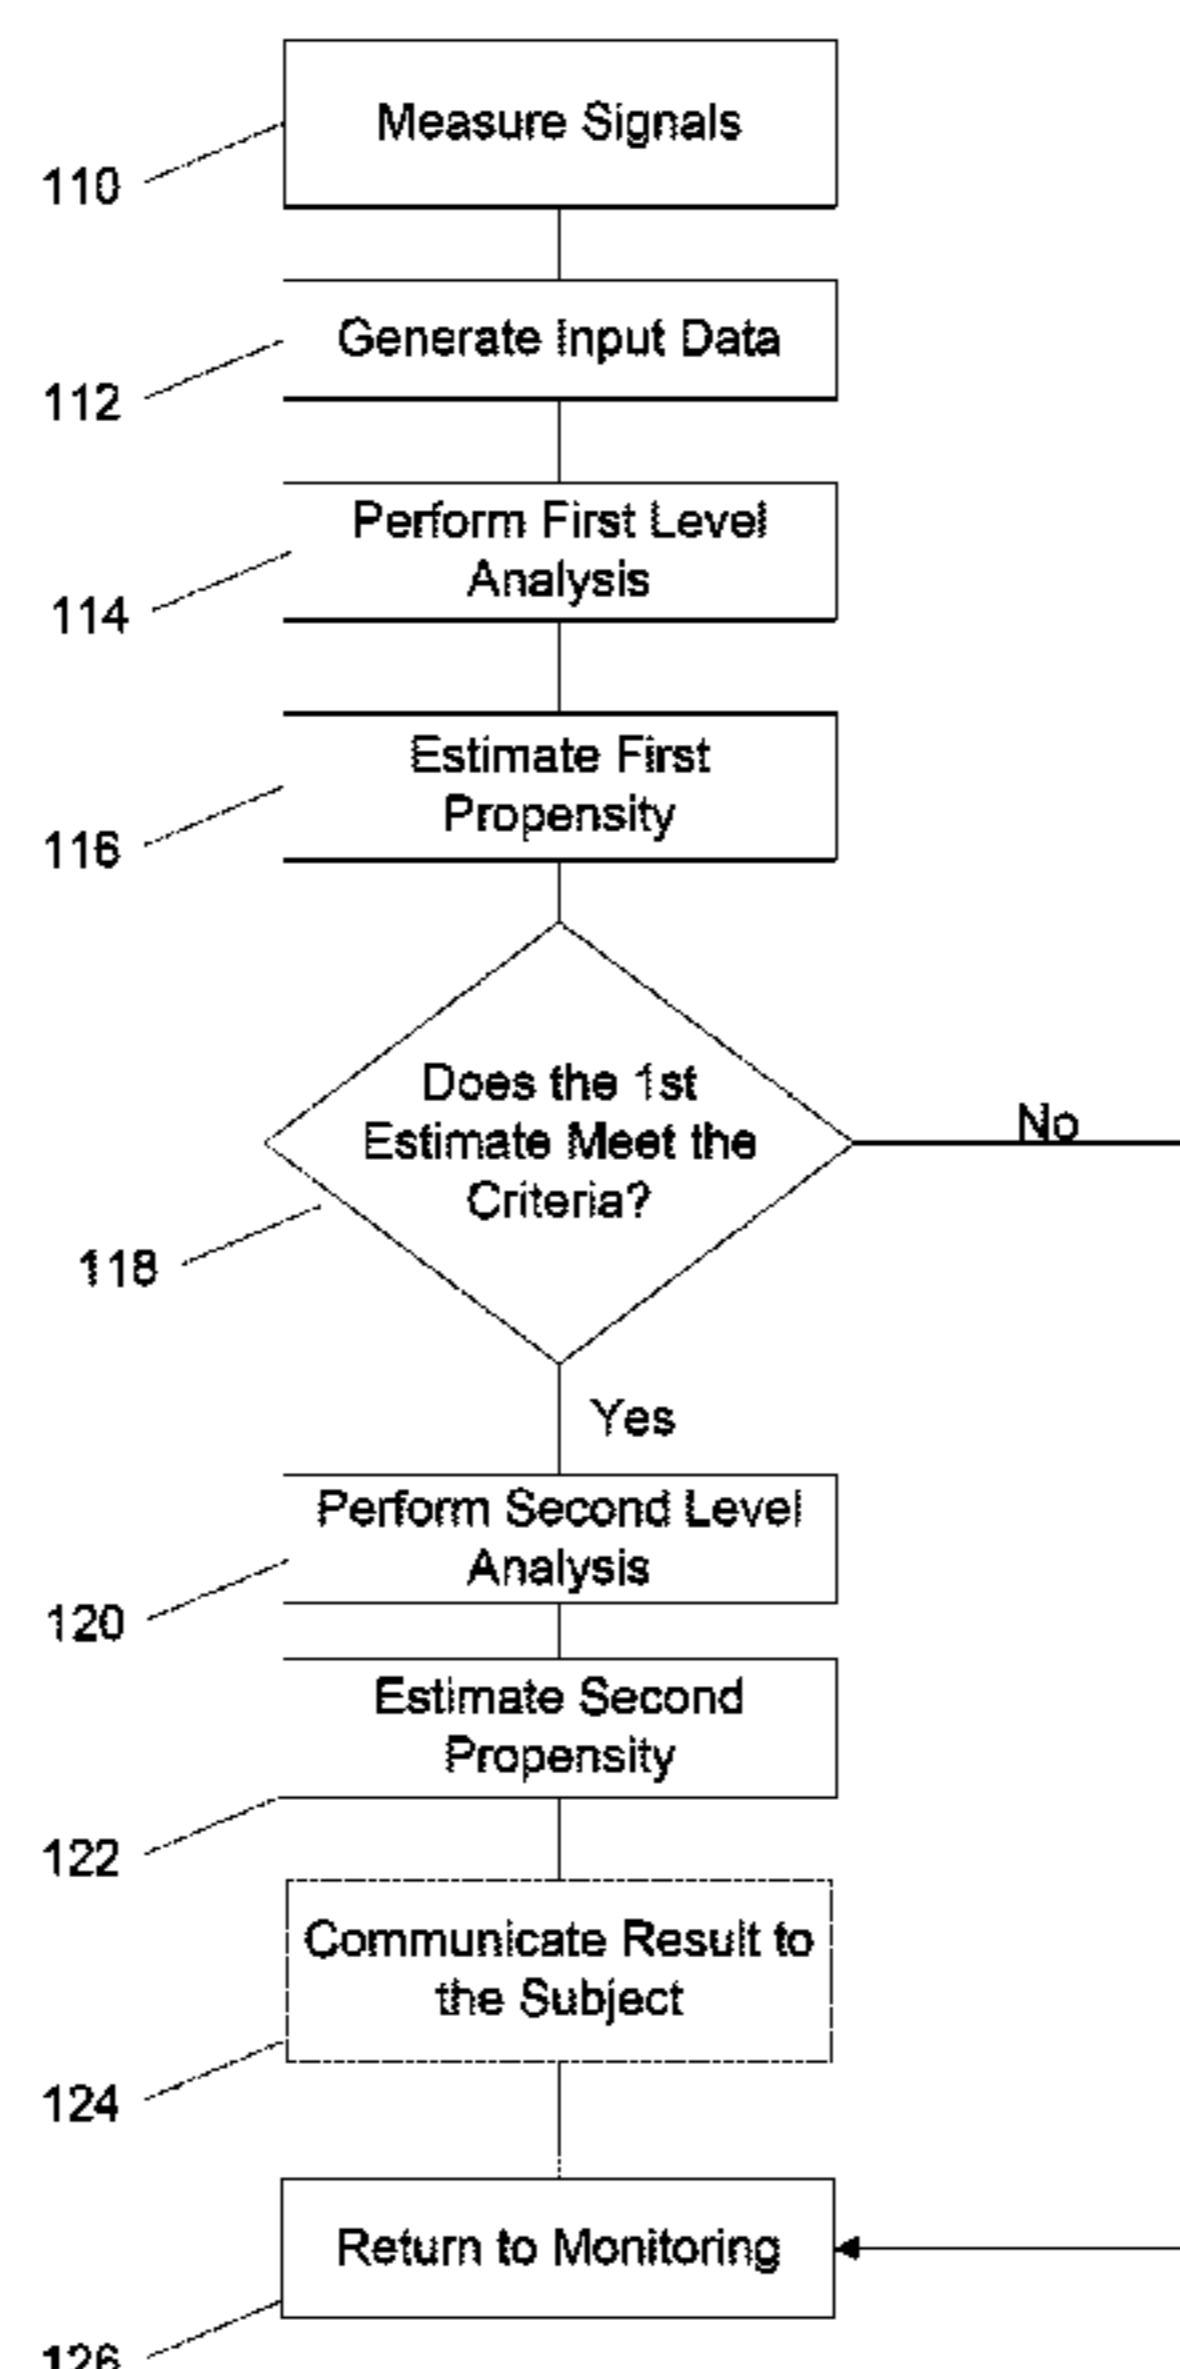 Measure Signals
110
Generate Input Data
112
Perform First Level
Analysis
114
Estimate First
Propensity
116
Does the 1st
Estimate Meet the
Criteria?
No
118
Yes
Perform Second Level
Analysis
120
Estimate Second
Propensity
122
Communicate Result to
the Subject
124
Return to Monitoring
126